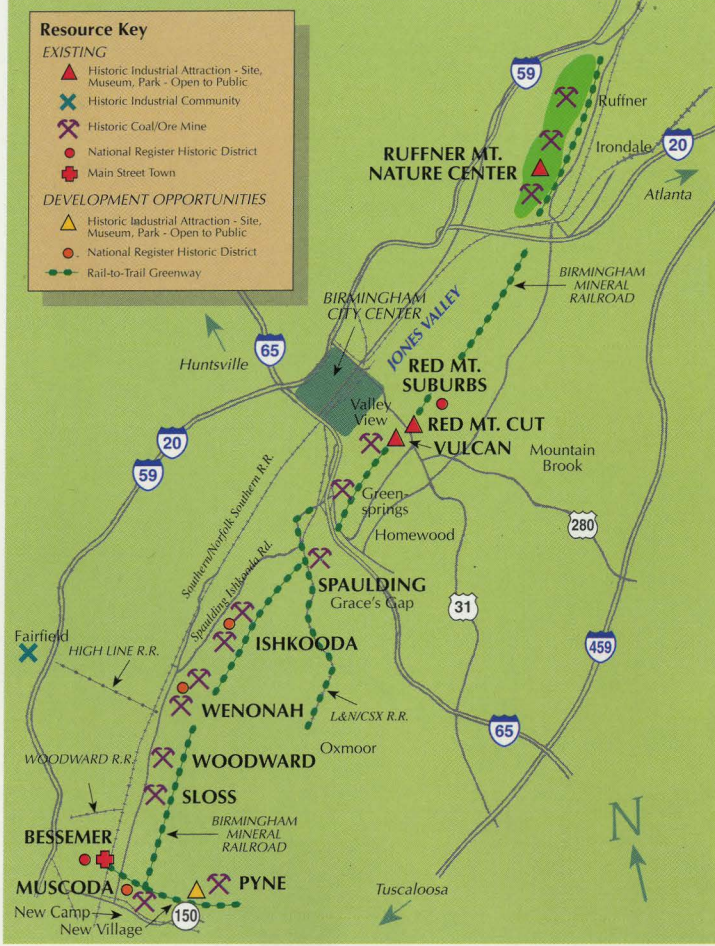 Resource Key
EXISTING
Historic Industrial Attraction - Site,
Museum, Park - Open to Public
Historic Industrial Community
Historic Coal/Ore Mine
National Register Historic District
Main Street Town
DEVELOPMENT OPPORTUNITIES
Historic Industrial Attraction - Site,
Museum, Park - Open to Public
National Register Historic District
Rail-to-Trail Greenway
59
Ruffner
Irondale
20
RUFFNER MT.
NATURE CENTER
Atlanta
BIRMINGHAM
MINERAL
RAILROAD
BIRMINGHAM
CITY CENTER
JONES VALLEY
65
Huntsville
RED MT.
SUBURBS
Valley
View
RED MT. CUT
VULCAN
20
59
Mountain
Brook
Southern/Norfolk Southern R.R.
Green-
springs
280
Homewood
Spaulding Ishkooda Rd.
SPAULDING
Grace's Gap
31
Fairfield
ISHKOODA
459
HIGH LINE R.R.
WENONAH
L&N/CSX R.R.
65
Oxmoor
WOODWARD R.R.
WOODWARD
SLOSS
BIRMINGHAM
MINERAL
RAILROAD
N
BESSEMER
MUSCODA
PYNE
Tuscaloosa
New Camp
150
New Village